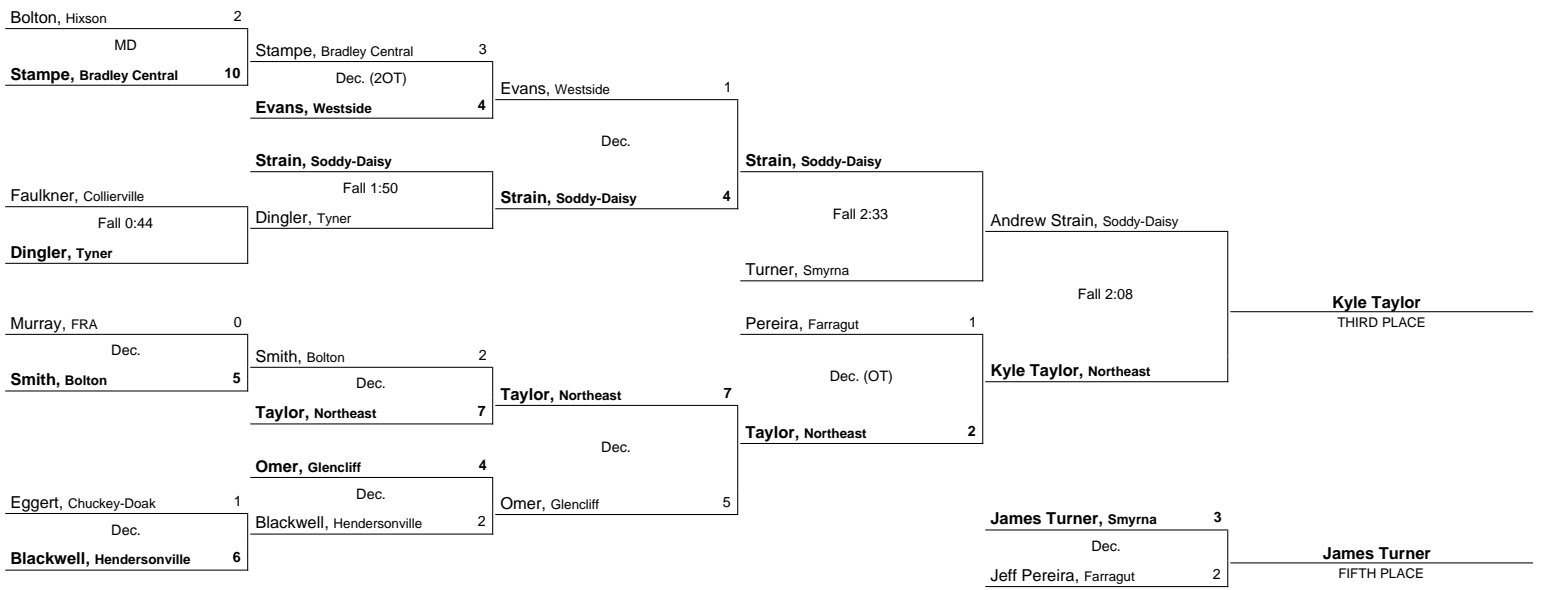 Bolton, Hixson 2
MD
Stampe, Bradley Central 10
Faulkner, Collierville
Fall 0:44
Dingler, Tyner
Murray, FRA 0
Dec.
Smith, Bolton 5
Eggert, Chuckey-Doak 1
Dec.
Blackwell, Hendersonville 6
Stampe, Bradley Central 3
Dec. (2OT)
Evans, Westside 4
Strain, Soddy-Daisy
Fall 1:50
Dingler, Tyner
Smith, Bolton 2
Dec.
Taylor, Northeast 7
Omer, Glencliff 4
Dec.
Blackwell, Hendersonville 2
Evans, Westside 1
Dec.
Strain, Soddy-Daisy 4
Taylor, Northeast 7
Dec.
Omer, Glencliff 5
Strain, Soddy-Daisy
Fall 2:33
Turner, Smyrna
Pereira, Farragut 1
Dec. (OT)
Taylor, Northeast 2
Andrew Strain, Soddy-Daisy
Fall 2:08
Kyle Taylor, Northeast
Kyle Taylor
THIRD PLACE
James Turner, Smyrna 3
Dec.
Jeff Pereira, Farragut 2
James Turner
FIFTH PLACE